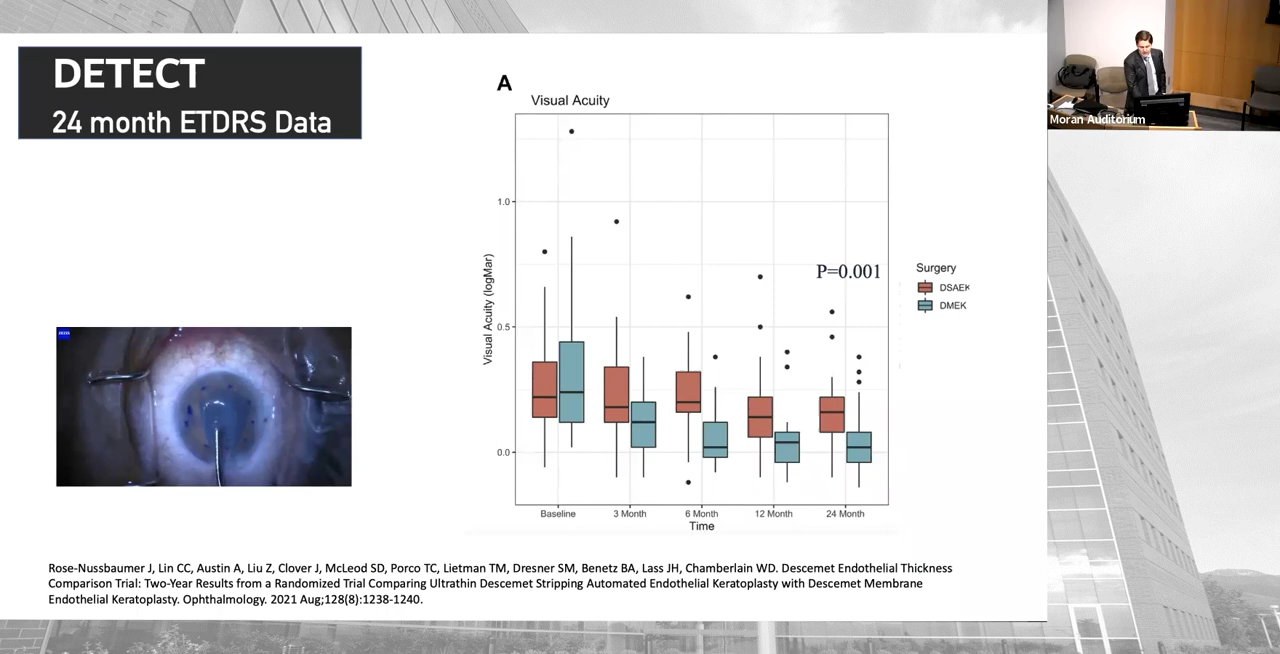 DETECT
24 month ETDRS Data
A
Visual Acuity
Visual Acuity (logMar)
1.0
0.5
0.0
P=0.001
Baseline
3 Month
6 Month
12 Month
24 Month
Time
Surgery
DSAEK
DMEK
Moran Auditorium
Rose-Nussbaumer J, Lin CC, Austin A, Liu Z, Clover J, McLeod SD, Porco TC, Lietman TM, Dresner SM, Benetz BA, Lass JH, Chamberlain WD. Descemet Endothelial Thickness
Comparison Trial: Two-Year Results from a Randomized Trial Comparing Ultrathin Descemet Stripping Automated Endothelial Keratoplasty with Descemet Membrane
Endothelial Keratoplasty. Ophthalmology. 2021 Aug;128(8):1238-1240.